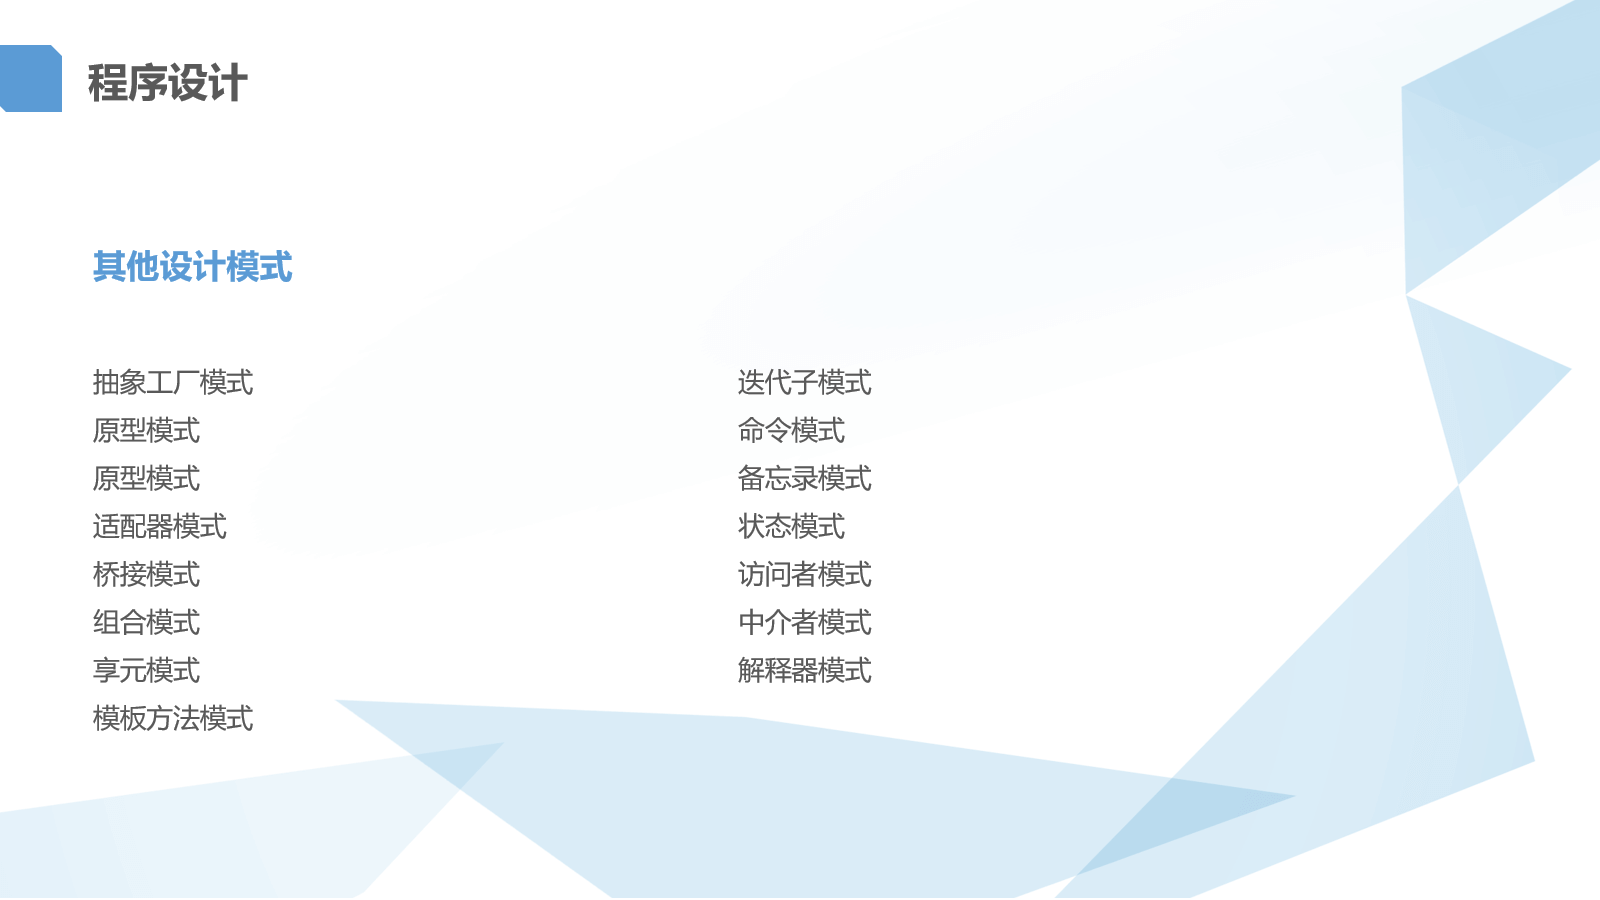 程序设计
其他设计模式
抽象工厂模式
原型模式
原型模式
适配器模式
桥接模式
组合模式
享元模式
模板方法模式
迭代子模式
命令模式
备忘录模式
状态模式
访问者模式
中介者模式
解释器模式